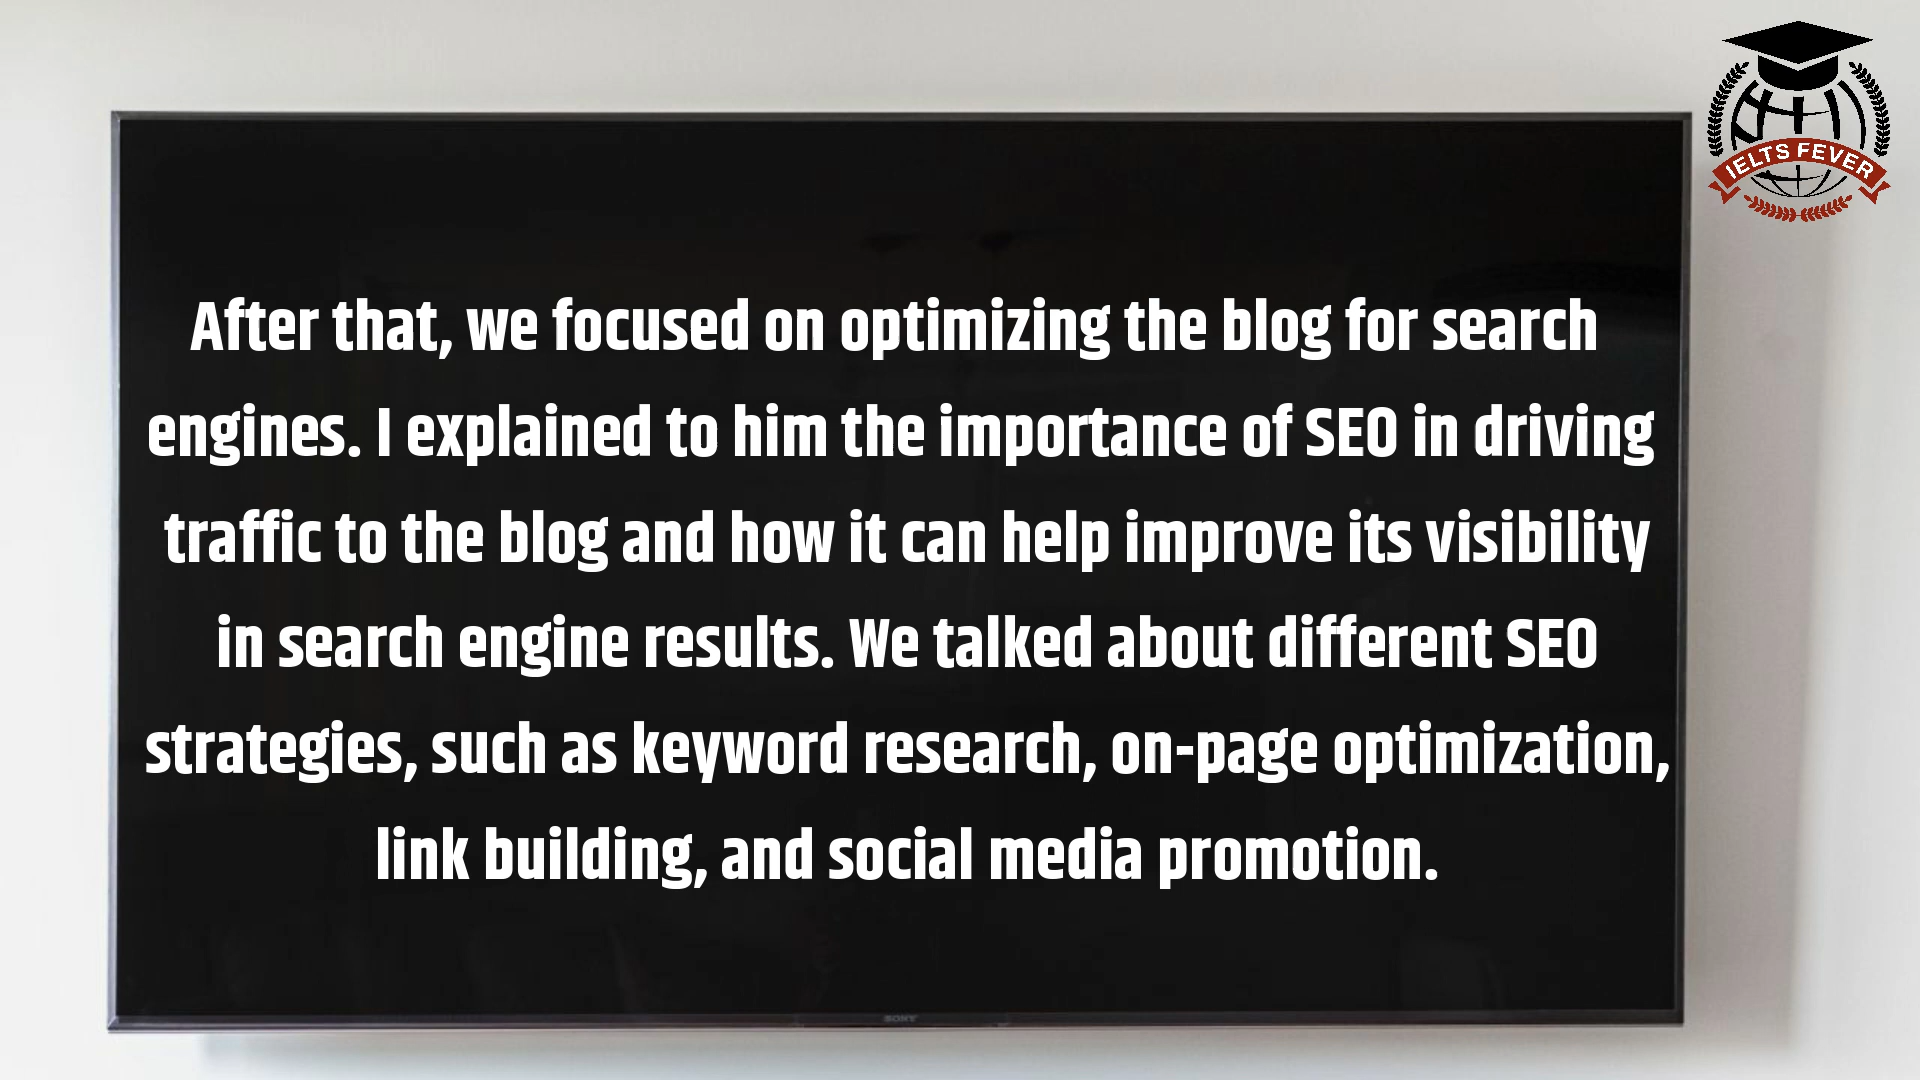 IELTS FEVER
After that, we focused on optimizing the blog for search
engines. I explained to him the importance of SEO in driving
traffic to the blog and how it can help improve its visibility
in search engine results. We talked about different SEO
strategies, such as keyword research, on-page optimization,
link building, and social media promotion.
SONY